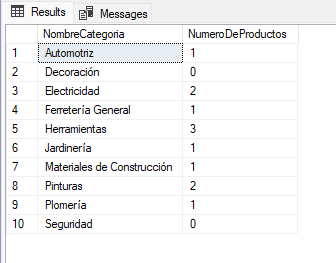 Results Messages
NombreCategoria NumeroDeProductos
1 Automotriz 1
2 Decoración 0
3 Electricidad 2
4 Ferretería General 1
5 Herramientas 3
6 Jardinería 1
7 Materiales de Construcción 1
8 Pinturas 2
9 Plomería 1
10 Seguridad 0